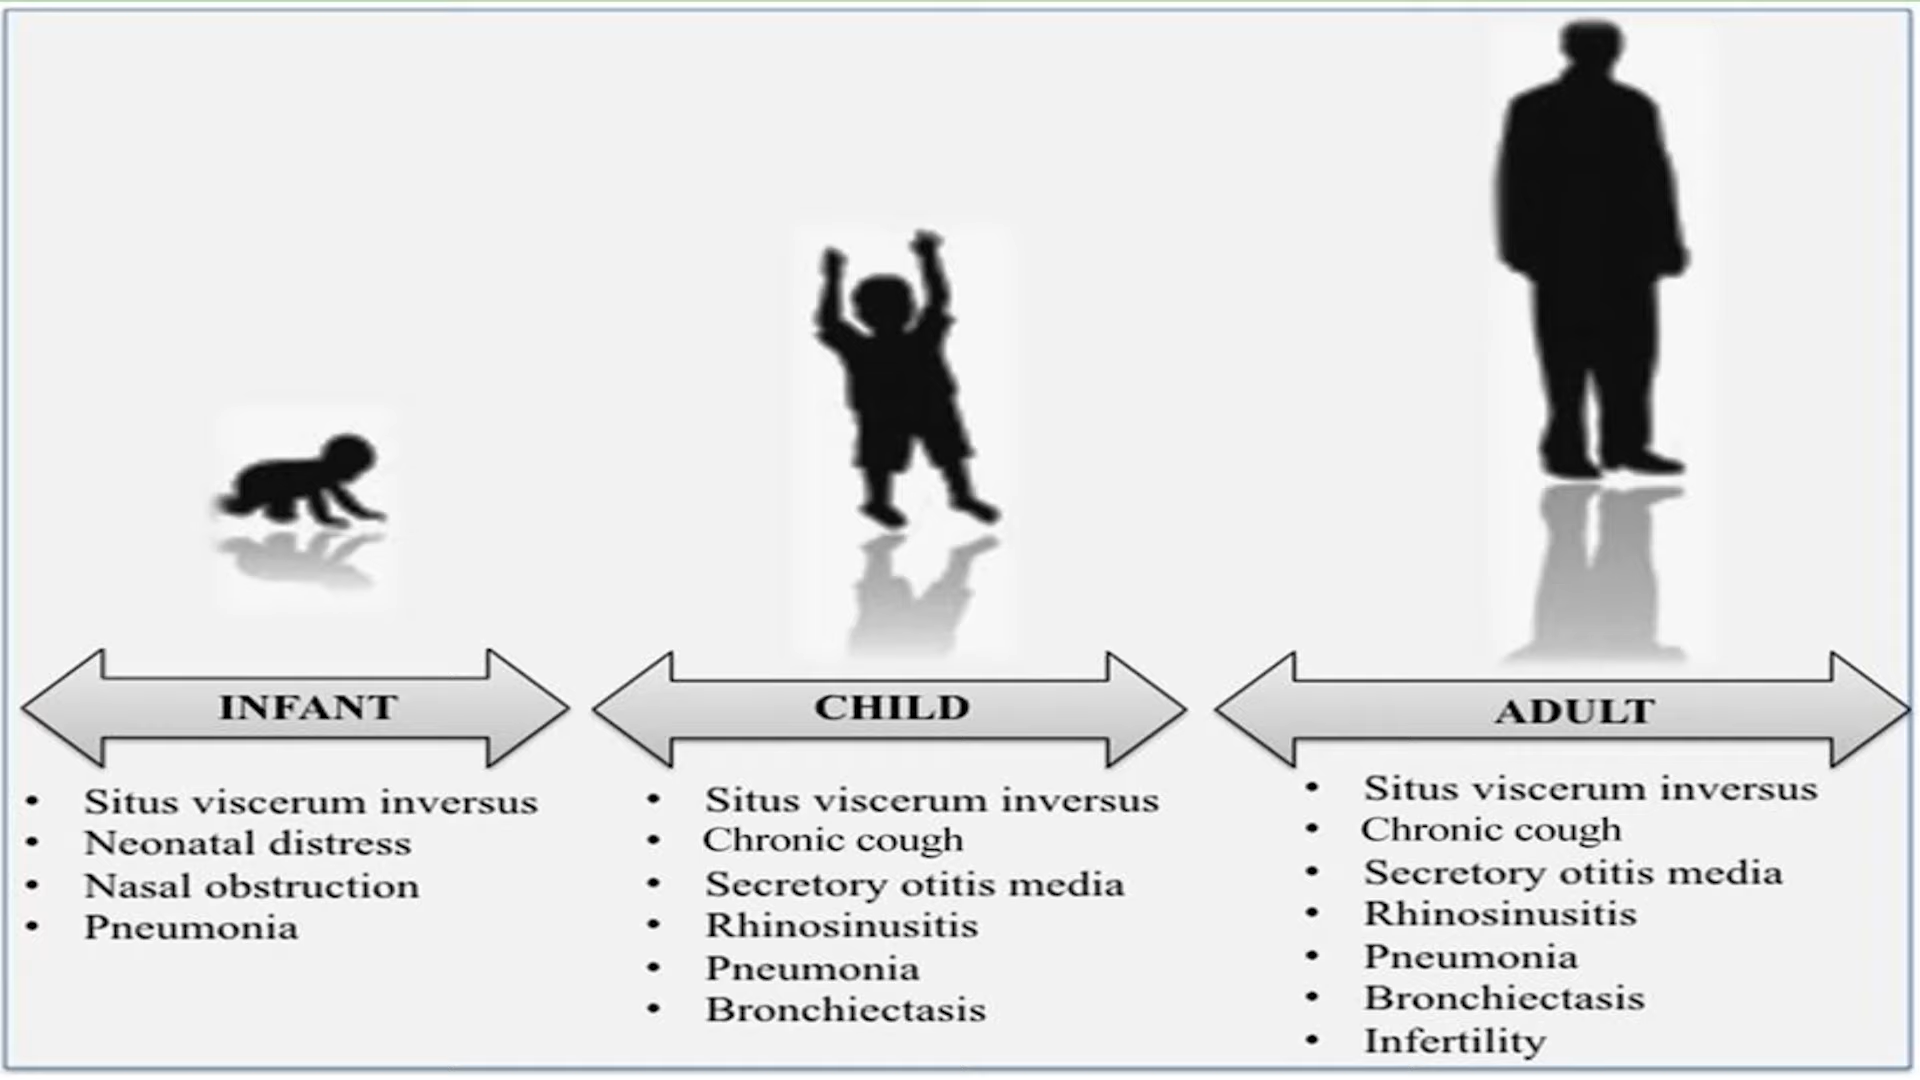 INFANT
• Situs viscerum inversus
• Neonatal distress
• Nasal obstruction
• Pneumonia
CHILD
• Situs viscerum inversus
• Chronic cough
• Secretory otitis media
• Rhinosinusitis
• Pneumonia
• Bronchiectasis
ADULT
• Situs viscerum inversus
• Chronic cough
• Secretory otitis media
• Rhinosinusitis
• Pneumonia
• Bronchiectasis
• Infertility